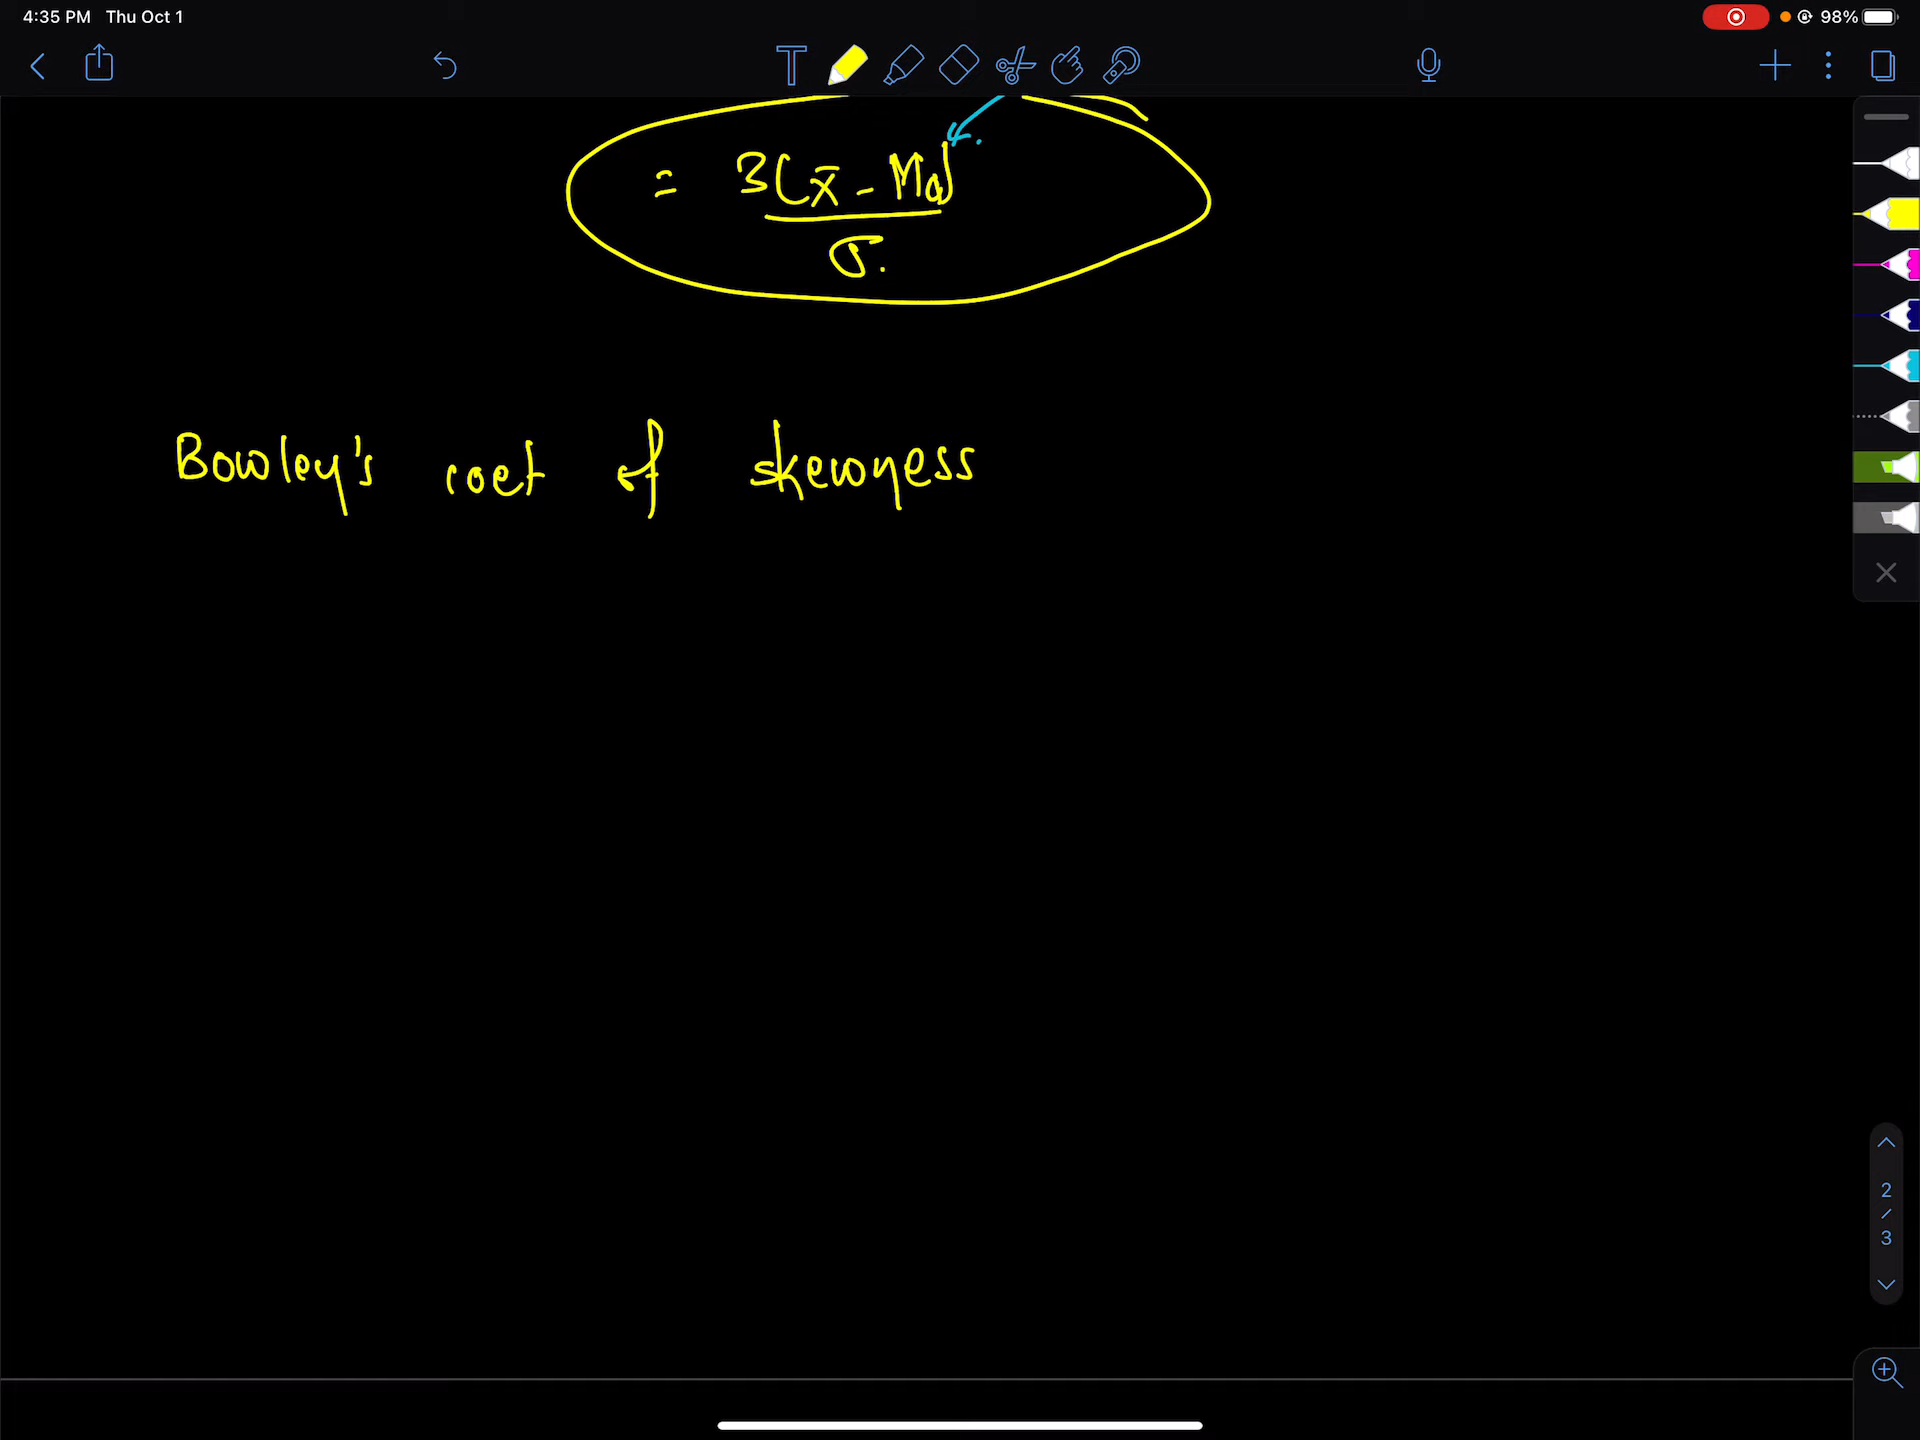 4:35 PM Thu Oct 1
98%
T
= 3(x̄ - Md)
σ.
Bowley's coef of skewness
2
/
3